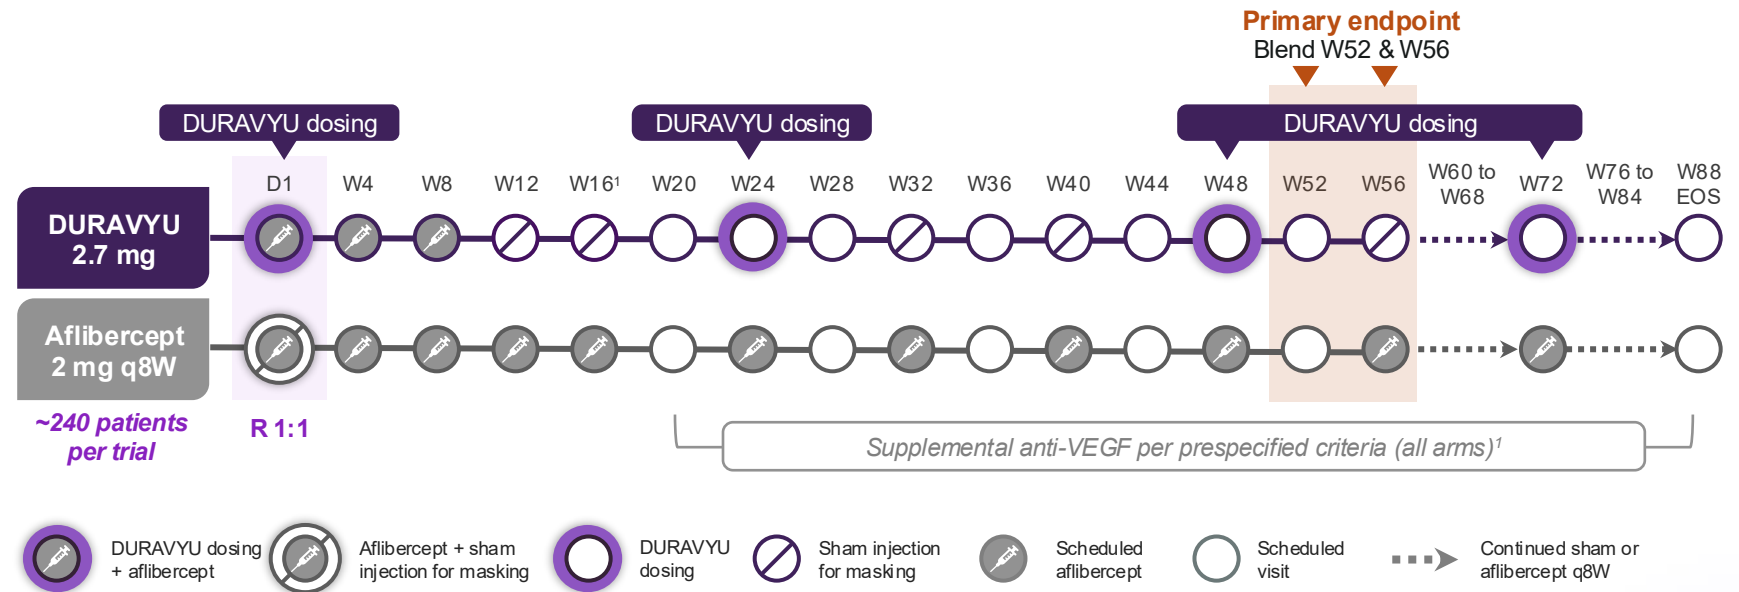 Primary endpoint
Blend W52 & W56
DURAVYU dosing
DURAVYU dosing
DURAVYU dosing
D1
W4
W8
W12
W16¹
W20
W24
W28
W32
W36
W40
W44
W48
W52
W56
W60 to
W68
W72
W76 to
W84
W88
EOS
DURAVYU
2.7 mg
Aflibercept
2 mg q8W
~240 patients
per trial
R 1:1
Supplemental anti-VEGF per prespecified criteria (all arms)¹
DURAVYU dosing
+ aflibercept
Aflibercept + sham
injection for masking
DURAVYU
dosing
Sham injection
for masking
Scheduled
aflibercept
Scheduled
visit
Continued sham or
aflibercept q8W